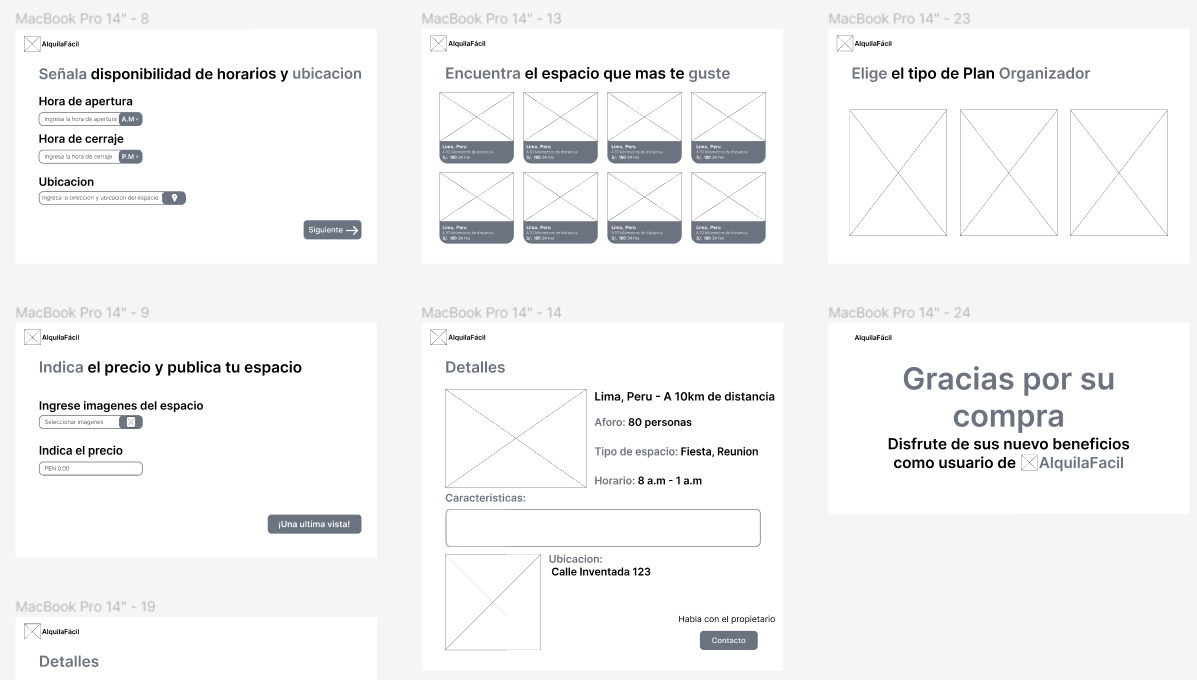 MacBook Pro 14" - 8
AlquilaFácil
Señala disponibilidad de horarios y ubicacion
Hora de apertura
Ingresa la hora de apertura A.M
Hora de cerraje
Ingresa la hora de cerraje P.M
Ubicacion
Ingresa la direccion y ubicacion del espacio
Siguiente
MacBook Pro 14" - 13
AlquilaFácil
Encuentra el espacio que mas te guste
Lima, Peru
A 10 kilometros de distancia
S/. 180 24 hrs
Lima, Peru
A 10 kilometros de distancia
S/. 180 24 hrs
Lima, Peru
A 10 kilometros de distancia
S/. 180 24 hrs
Lima, Peru
A 10 kilometros de distancia
S/. 180 24 hrs
Lima, Peru
A 10 kilometros de distancia
S/. 180 24 hrs
Lima, Peru
A 10 kilometros de distancia
S/. 180 24 hrs
Lima, Peru
A 10 kilometros de distancia
S/. 180 24 hrs
Lima, Peru
A 10 kilometros de distancia
S/. 180 24 hrs
MacBook Pro 14" - 23
AlquilaFácil
Elige el tipo de Plan Organizador
MacBook Pro 14" - 9
AlquilaFácil
Indica el precio y publica tu espacio
Ingrese imagenes del espacio
Seleccionar imagenes
Indica el precio
PEN 0.00
¡Una ultima vista!
MacBook Pro 14" - 14
AlquilaFácil
Detalles
Lima, Peru - A 10km de distancia
Aforo: 80 personas
Tipo de espacio: Fiesta, Reunion
Horario: 8 a.m - 1 a.m
Caracteristicas:
Ubicacion:
Calle Inventada 123
Habla con el propietario
Contacto
MacBook Pro 14" - 24
AlquilaFácil
Gracias por su
compra
Disfrute de sus nuevo beneficios
como usuario de AlquilaFacil
MacBook Pro 14" - 19
AlquilaFácil
Detalles